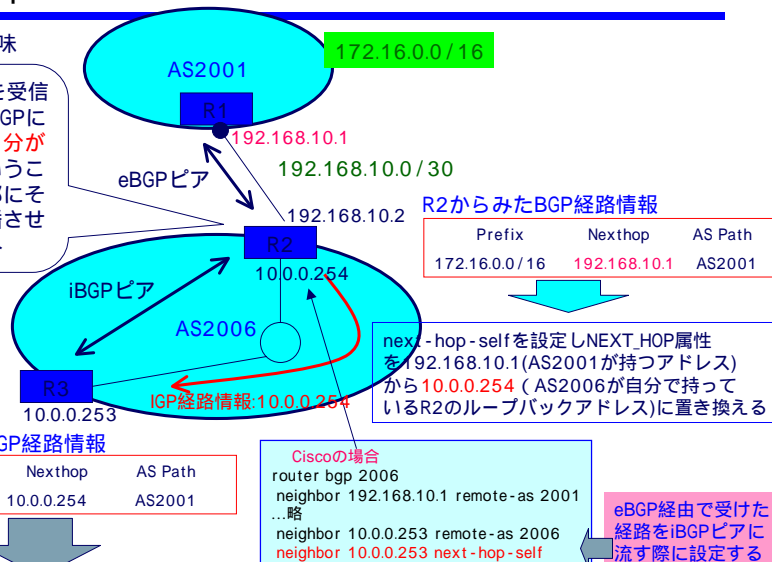 味
172.16.0.0/16
AS2001
R1
を受信
GPに
分が
うこ
にそ
させ
192.168.10.1
eBGPピア
192.168.10.0/30
192.168.10.2
R2からみたBGP経路情報
Prefix Nexthop AS Path
172.16.0.0/16 192.168.10.1 AS2001
R2
10.0.0.254
iBGPピア
AS2006
next-hop-selfを設定しNEXT_HOP属性
を192.168.10.1(AS2001が持つアドレス)
から10.0.0.254(AS2006が自分で持って
いるR2のループバックアドレス)に置き換える
R3
10.0.0.253
IGP経路情報:10.0.0.254
GP経路情報
Nexthop AS Path
10.0.0.254 AS2001
Ciscoの場合
router bgp 2006
neighbor 192.168.10.1 remote-as 2001
...略
neighbor 10.0.0.253 remote-as 2006
neighbor 10.0.0.253 next-hop-self
eBGP経由で受けた
経路をiBGPピアに
流す際に設定する